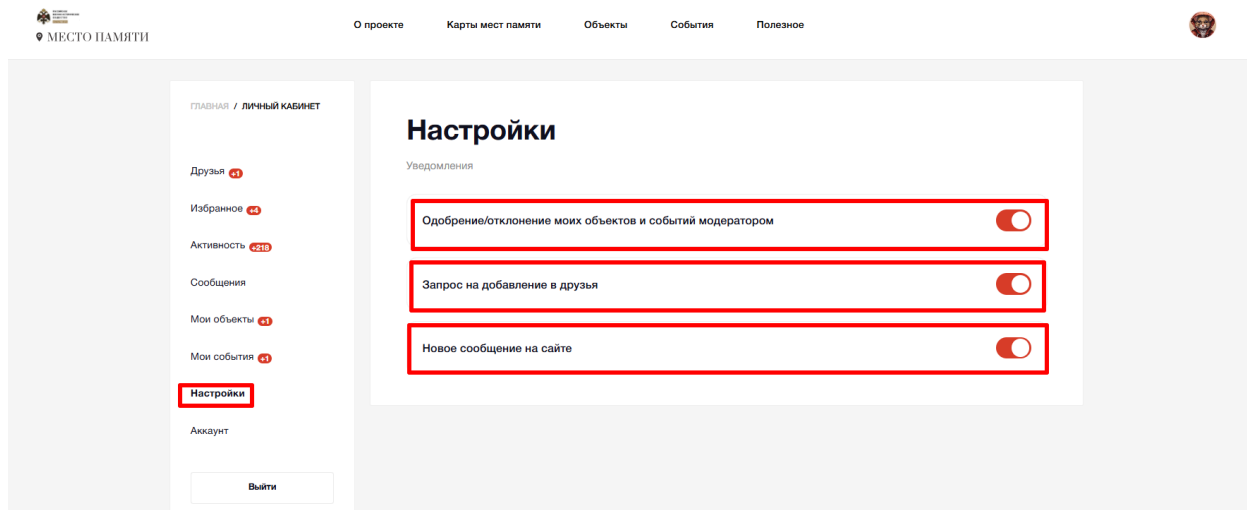 МЕСТО ПАМЯТИ
О проекте
Карты мест памяти
Объекты
События
Полезное
ГЛАВНАЯ / ЛИЧНЫЙ КАБИНЕТ
Друзья +1
Избранное +4
Активность +218
Сообщения
Мои объекты +1
Мои события +1
Настройки
Аккаунт
Выйти
Настройки
Уведомления
Одобрение/отклонение моих объектов и событий модератором
Запрос на добавление в друзья
Новое сообщение на сайте